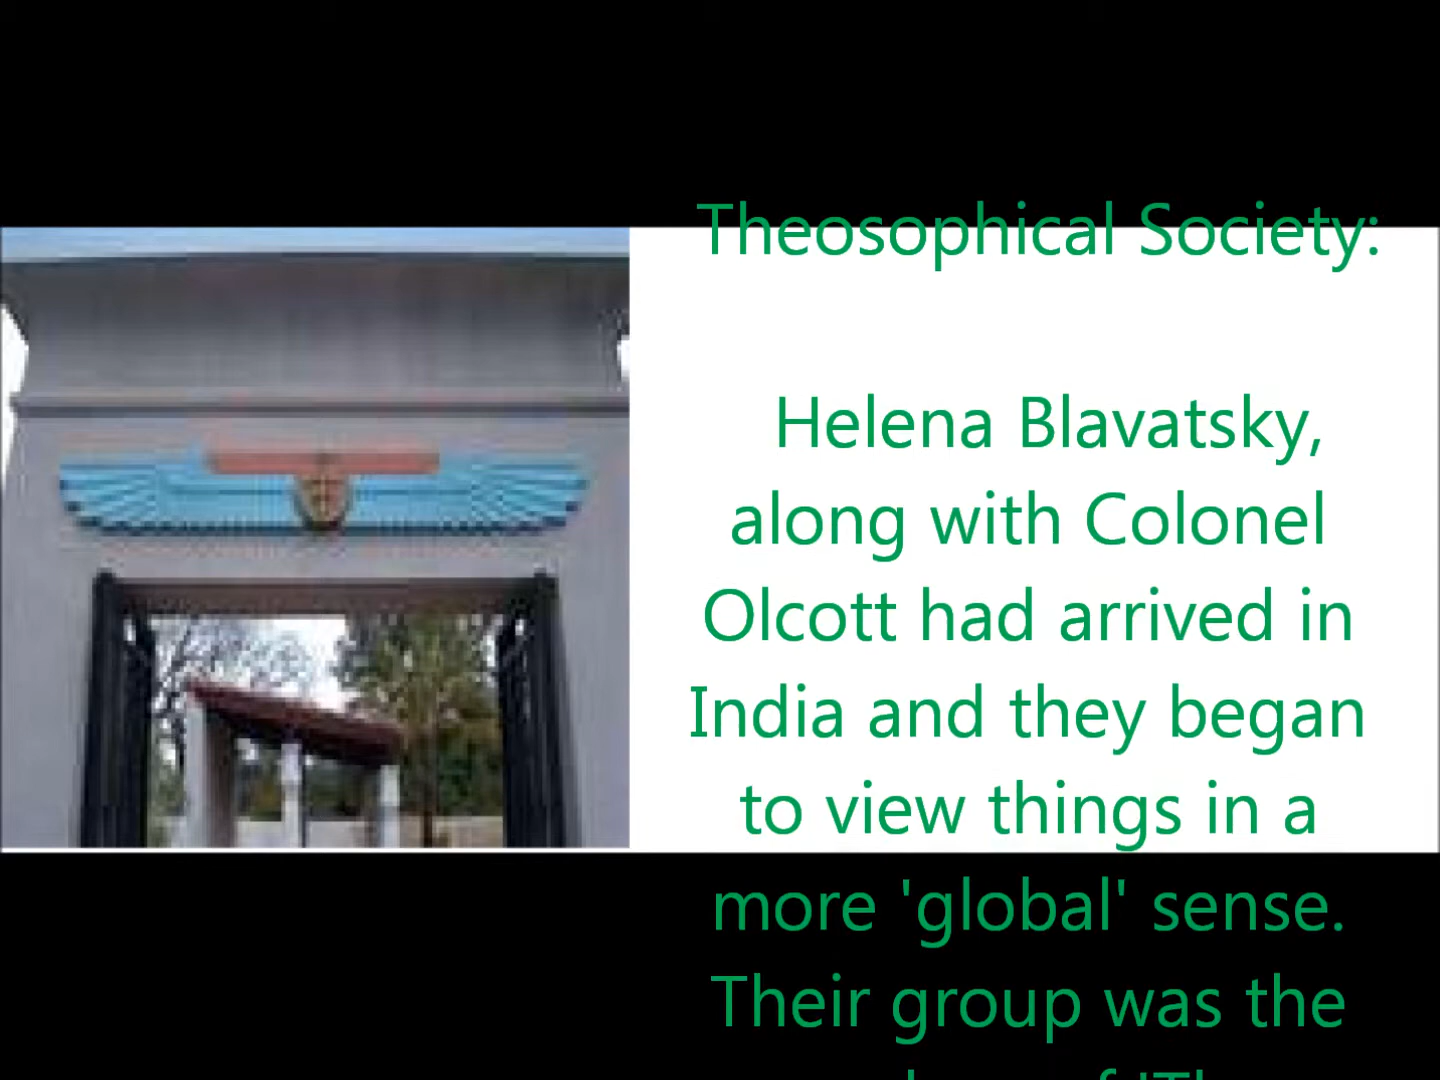 Theosophical Society:
Helena Blavatsky,
along with Colonel
Olcott had arrived in
India and they began
to view things in a
more 'global' sense.
Their group was the